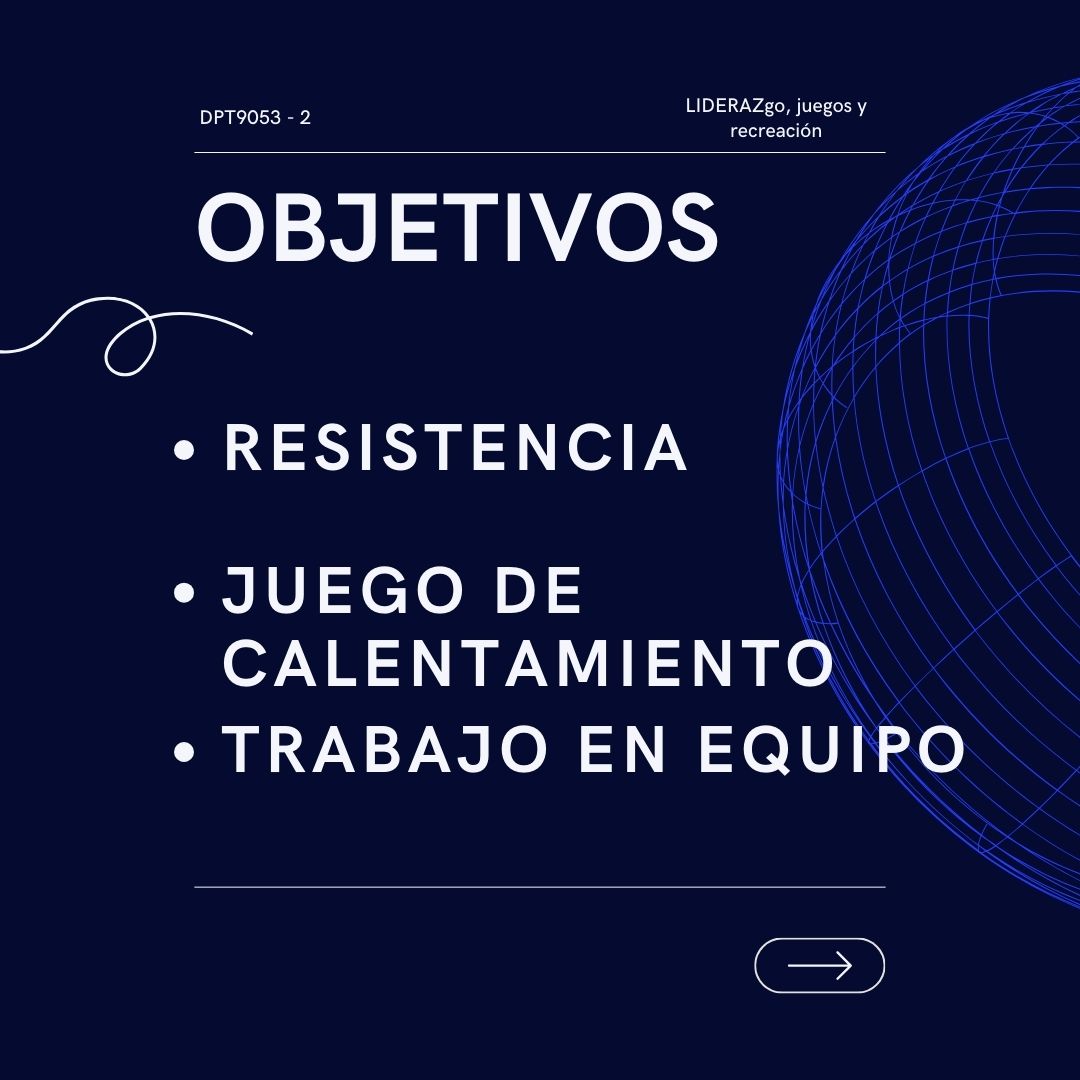 DPT9053 - 2
LIDERAZgo, juegos y
recreación
OBJETIVOS
• RESISTENCIA
• JUEGO DE
CALENTAMIENTO
• TRABAJO EN EQUIPO